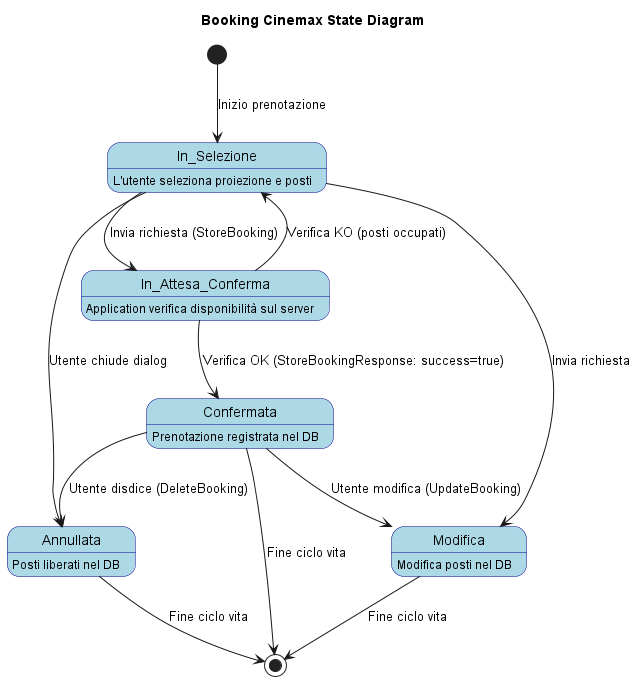 Booking Cinemax State Diagram
Inizio prenotazione
In_Selezione
L'utente seleziona proiezione e posti
Invia richiesta (StoreBooking)
Verifica KO (posti occupati)
In_Attesa_Conferma
Application verifica disponibilità sul server
Utente chiude dialog
Verifica OK (StoreBookingResponse: success=true)
Invia richiesta
Confermata
Prenotazione registrata nel DB
Utente disdice (DeleteBooking)
Utente modifica (UpdateBooking)
Annullata
Posti liberati nel DB
Fine ciclo vita
Modifica
Modifica posti nel DB
Fine ciclo vita
Fine ciclo vita